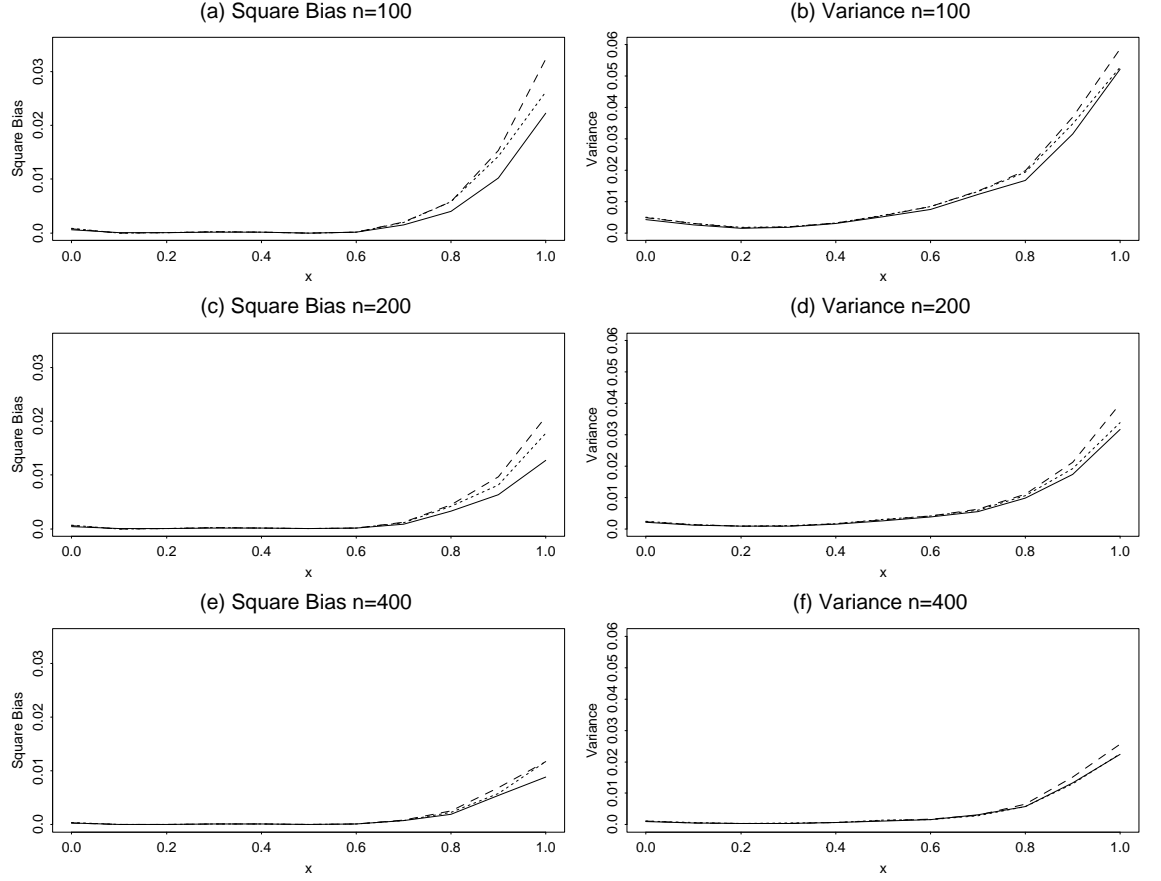 (a) Square Bias n=100
Square Bias
0.03
0.02
0.01
0.0
0.0 0.2 0.4 0.6 0.8 1.0
x
(b) Variance n=100
Variance
0.06
0.05
0.04
0.03
0.02
0.01
0.0
0.0 0.2 0.4 0.6 0.8 1.0
x
(c) Square Bias n=200
Square Bias
0.03
0.02
0.01
0.0
0.0 0.2 0.4 0.6 0.8 1.0
x
(d) Variance n=200
Variance
0.06
0.05
0.04
0.03
0.02
0.01
0.0
0.0 0.2 0.4 0.6 0.8 1.0
x
(e) Square Bias n=400
Square Bias
0.03
0.02
0.01
0.0
0.0 0.2 0.4 0.6 0.8 1.0
x
(f) Variance n=400
Variance
0.06
0.05
0.04
0.03
0.02
0.01
0.0
0.0 0.2 0.4 0.6 0.8 1.0
x